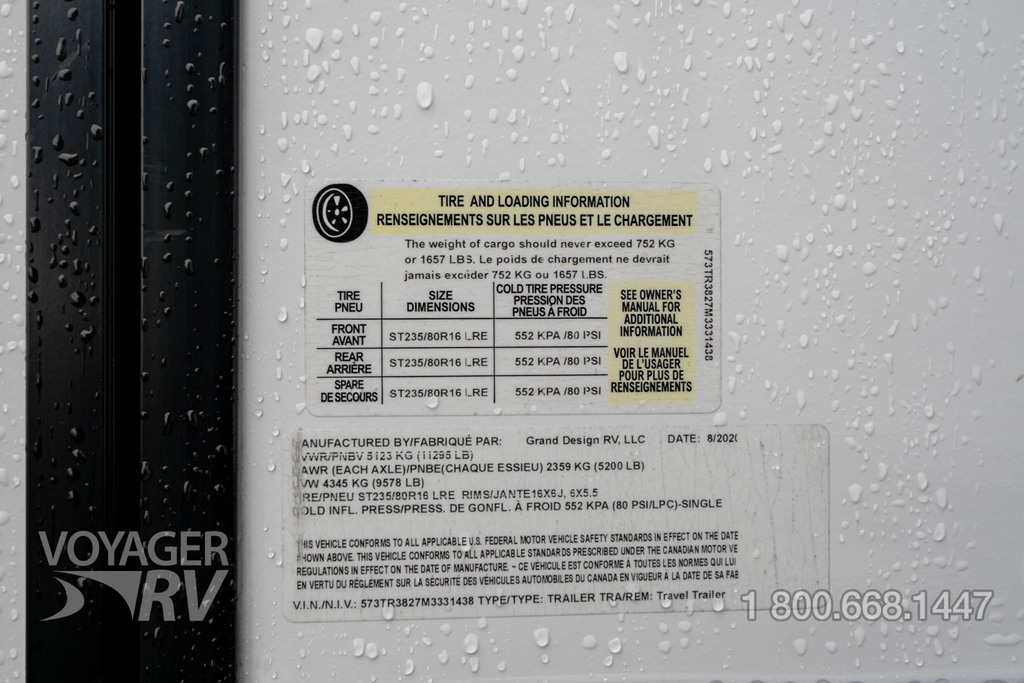 TIRE AND LOADING INFORMATION
RENSEIGNEMENTS SUR LES PNEUS ET LE CHARGEMENT
The weight of cargo should never exceed 752 KG
or 1657 LBS. Le poids de chargement ne devrait
jamais excéder 752 KG ou 1657 LBS.
TIRE PNEU SIZE DIMENSIONS COLD TIRE PRESSURE PRESSION DES PNEUS À FROID
FRONT AVANT ST235/80R16 LRE 552 KPA /80 PSI
REAR ARRIÈRE ST235/80R16 LRE 552 KPA /80 PSI
SPARE DE SECOURS ST235/80R16 LRE 552 KPA /80 PSI
SEE OWNER'S
MANUAL FOR
ADDITIONAL
INFORMATION
VOIR LE MANUEL
DE L'USAGER
POUR PLUS DE
RENSEIGNEMENTS
573TR3827M3331438
ANUFACTURED BY/FABRIQUÉ PAR: Grand Design RV, LLC DATE: 8/202
VWR/PNBV 5123 KG (11295 LB)
AWR (EACH AXLE)/PNBE(CHAQUE ESSIEU) 2359 KG (5200 LB)
VW 4345 KG (9578 LB)
RE/PNEU ST235/80R16 LRE RIMS/JANTE16X6J, 6X5.5
OLD INFL. PRESS/PRESS. DE GONFL. À FROID 552 KPA (80 PSI/LPC)-SINGLE
HIS VEHICLE CONFORMS TO ALL APPLICABLE U.S. FEDERAL MOTOR VEHICLE SAFETY STANDARDS IN EFFECT ON THE DATE
HOWN ABOVE. THIS VEHICLE CONFORMS TO ALL APPLICABLE STANDARDS PRESCRIBED UNDER THE CANADIAN MOTOR VE
REGULATIONS IN EFFECT ON THE DATE OF MANUFACTURE. - CE VÉHICULE EST CONFORME A TOUTES LES NORMES QUI LUI
EN VERTU DU RÈGLEMENT SUR LA SÉCURITÉ DES VÉHICULES AUTOMOBILES DU CANADA EN VIGUEUR A LA DATE DE SA FAB
V.I.N./N.I.V.: 573TR3827M3331438 TYPE/TYPE: TRAILER TRA/REM: Travel Trailer
VOYAGER
RV
1 800.668.1447